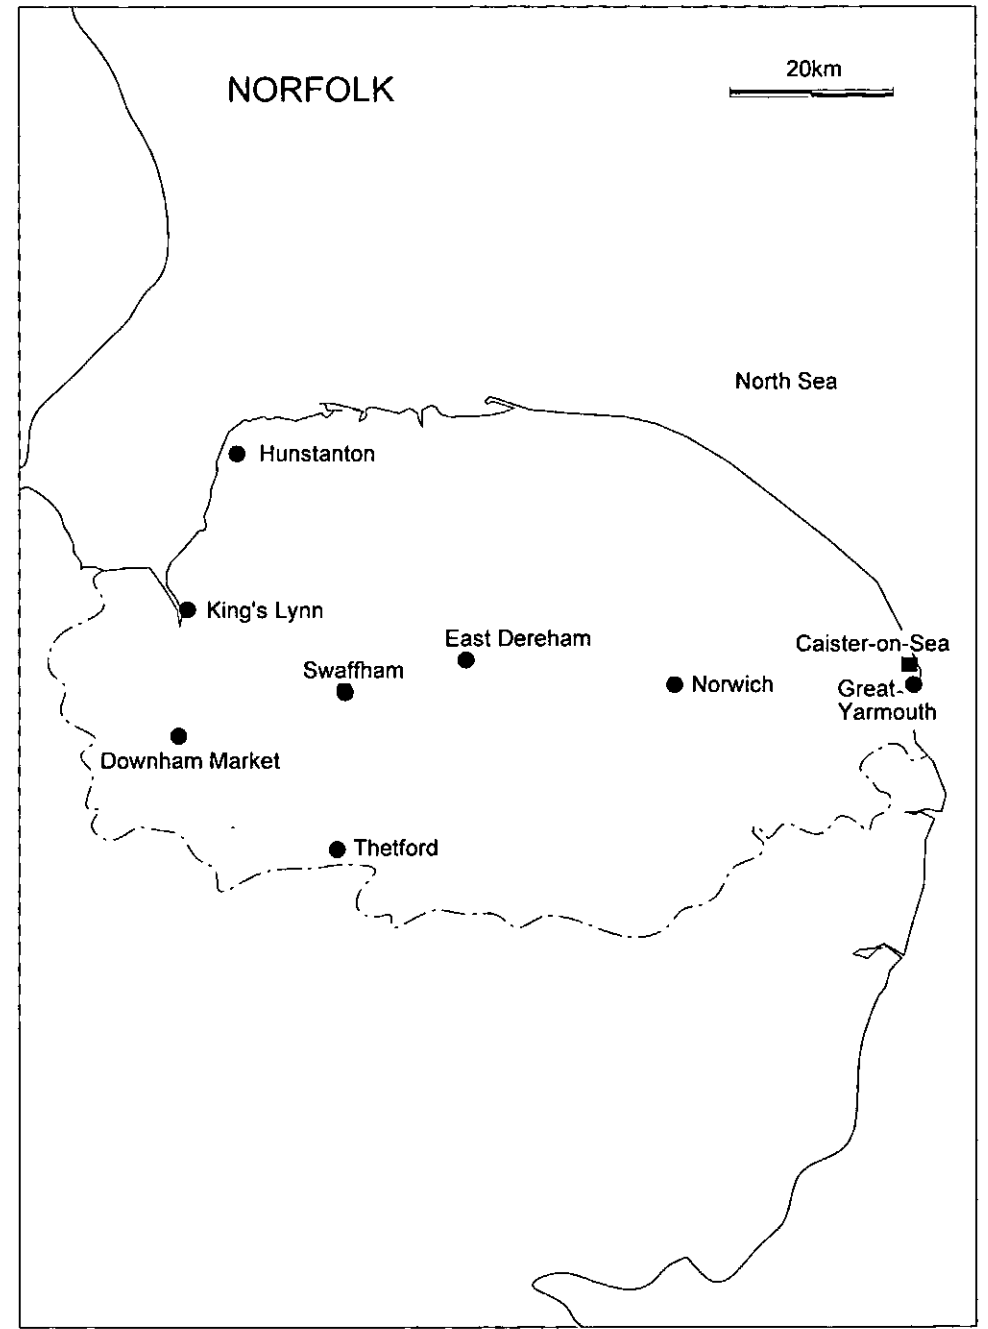 NORFOLK
20km
North Sea
Hunstanton
King's Lynn
East Dereham
Caister-on-Sea
Swaffham
Norwich
Great-
Yarmouth
Downham Market
Thetford